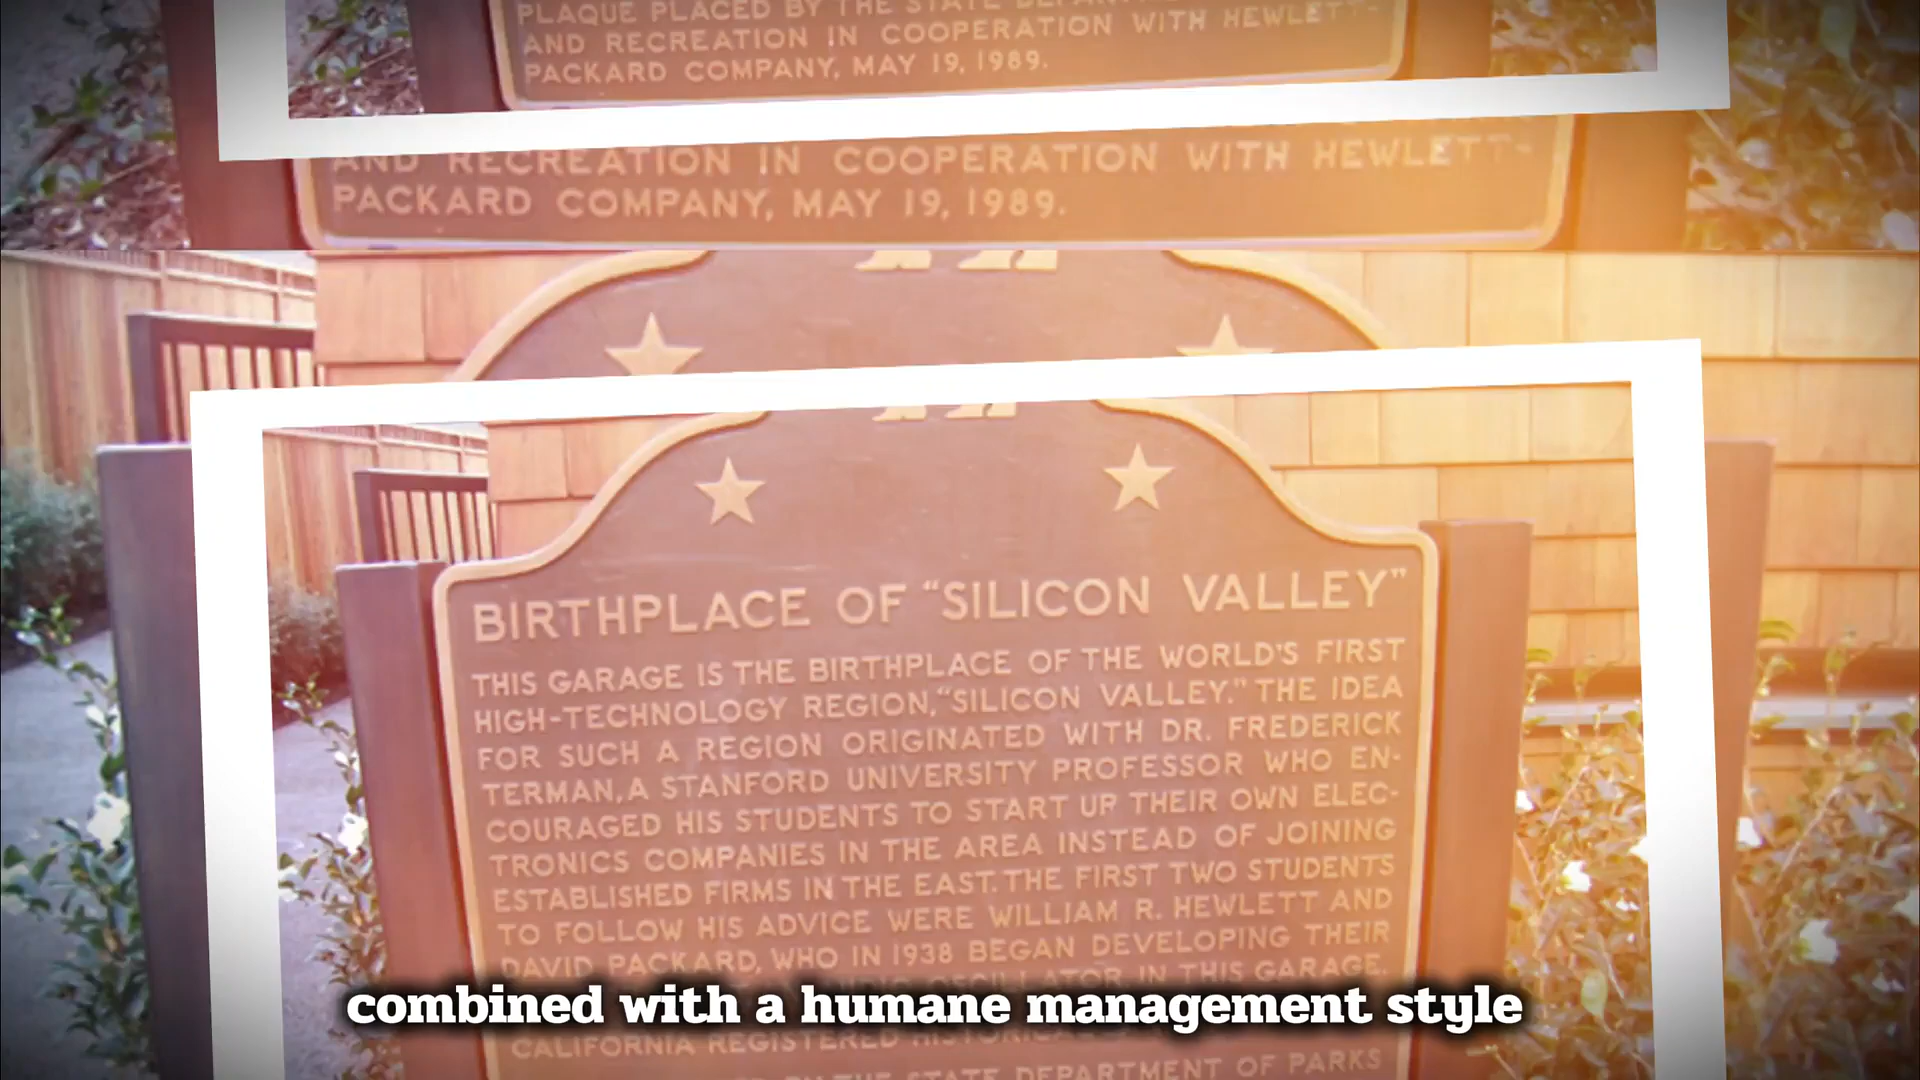 PLAQUE PLACED BY THE STATE
AND RECREATION IN COOPERATION WITH HEWLETT-
PACKARD COMPANY, MAY 19, 1989.
AND RECREATION IN COOPERATION WITH HEWLETT-
PACKARD COMPANY, MAY 19, 1989.
BIRTHPLACE OF “SILICON VALLEY”
THIS GARAGE IS THE BIRTHPLACE OF THE WORLD'S FIRST
HIGH-TECHNOLOGY REGION, “SILICON VALLEY.” THE IDEA
FOR SUCH A REGION ORIGINATED WITH DR. FREDERICK
TERMAN, A STANFORD UNIVERSITY PROFESSOR WHO EN-
COURAGED HIS STUDENTS TO START UP THEIR OWN ELEC-
TRONICS COMPANIES IN THE AREA INSTEAD OF JOINING
ESTABLISHED FIRMS IN THE EAST. THE FIRST TWO STUDENTS
TO FOLLOW HIS ADVICE WERE WILLIAM R. HEWLETT AND
DAVID PACKARD, WHO IN 1938 BEGAN DEVELOPING THEIR
OSCILLATOR IN THIS GARAGE.
combined with a humane management style
CALIFORNIA REGISTERED
BY THE STATE DEPARTMENT OF PARKS